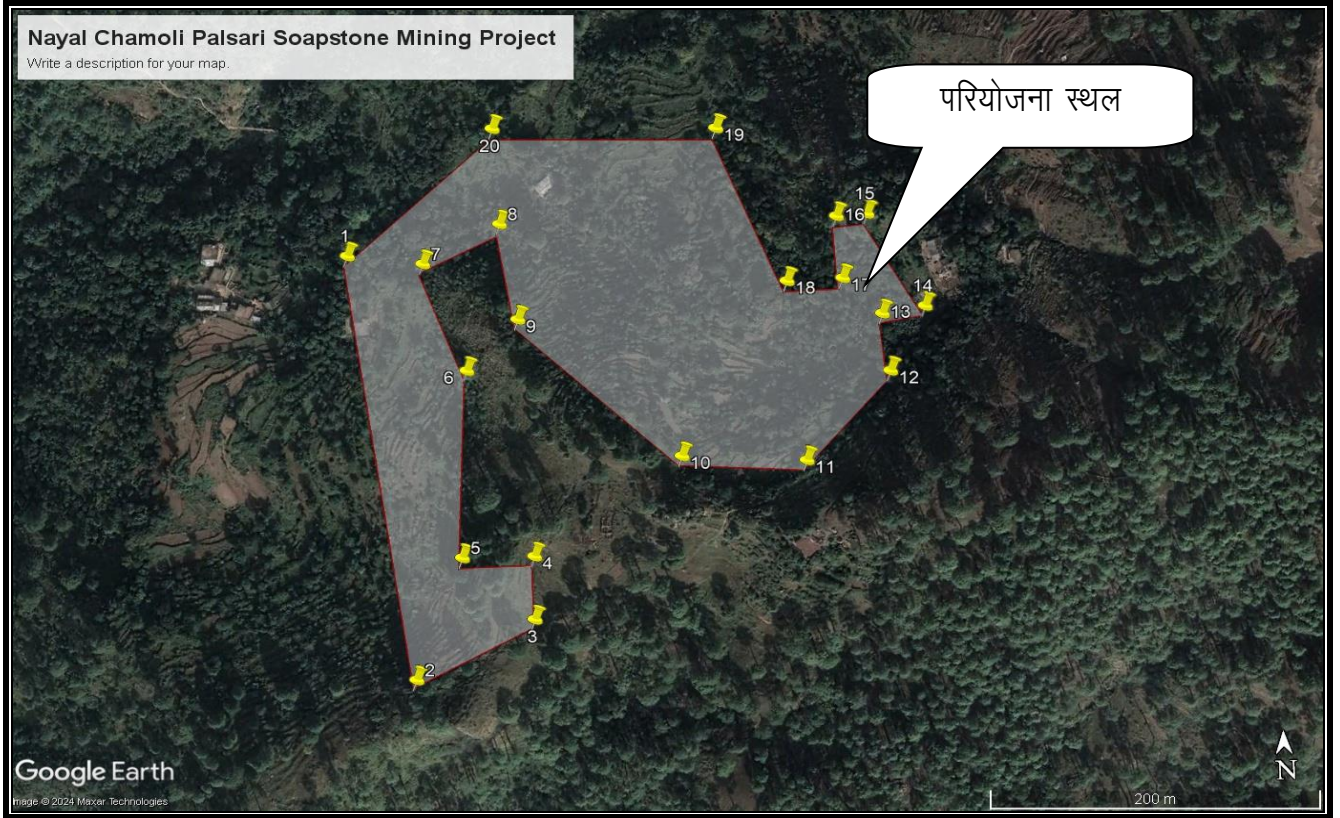 Nayal Chamoli Palsari Soapstone Mining Project
Write a description for your map.
परियोजना स्थल
20
19
15
16
8
1
7
17
18
14
13
9
6
12
10
11
5
4
3
2
Google Earth
N
Image © 2024 Maxar Technologies
200 m